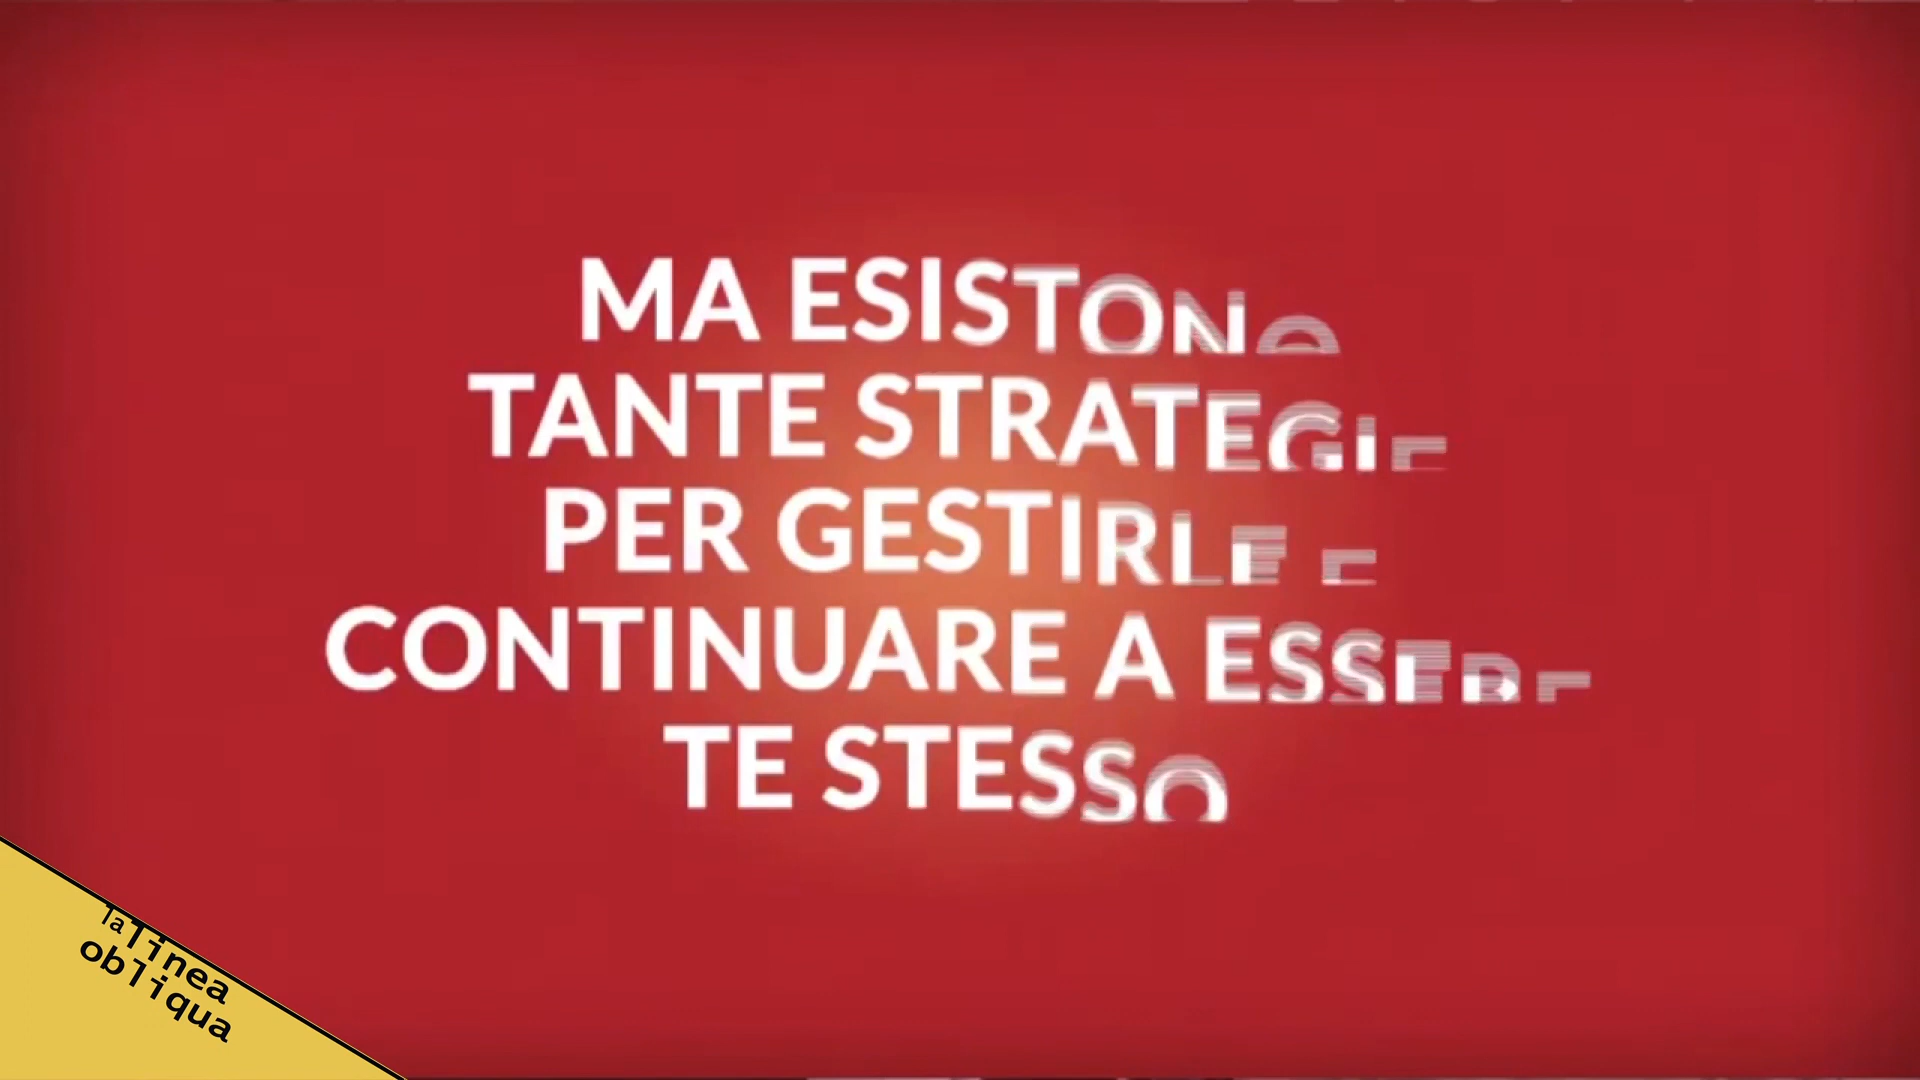 MA ESISTONO
TANTE STRATEGIE
PER GESTIRLE E
CONTINUARE A ESSERE
TE STESSO
la linea
obliqua